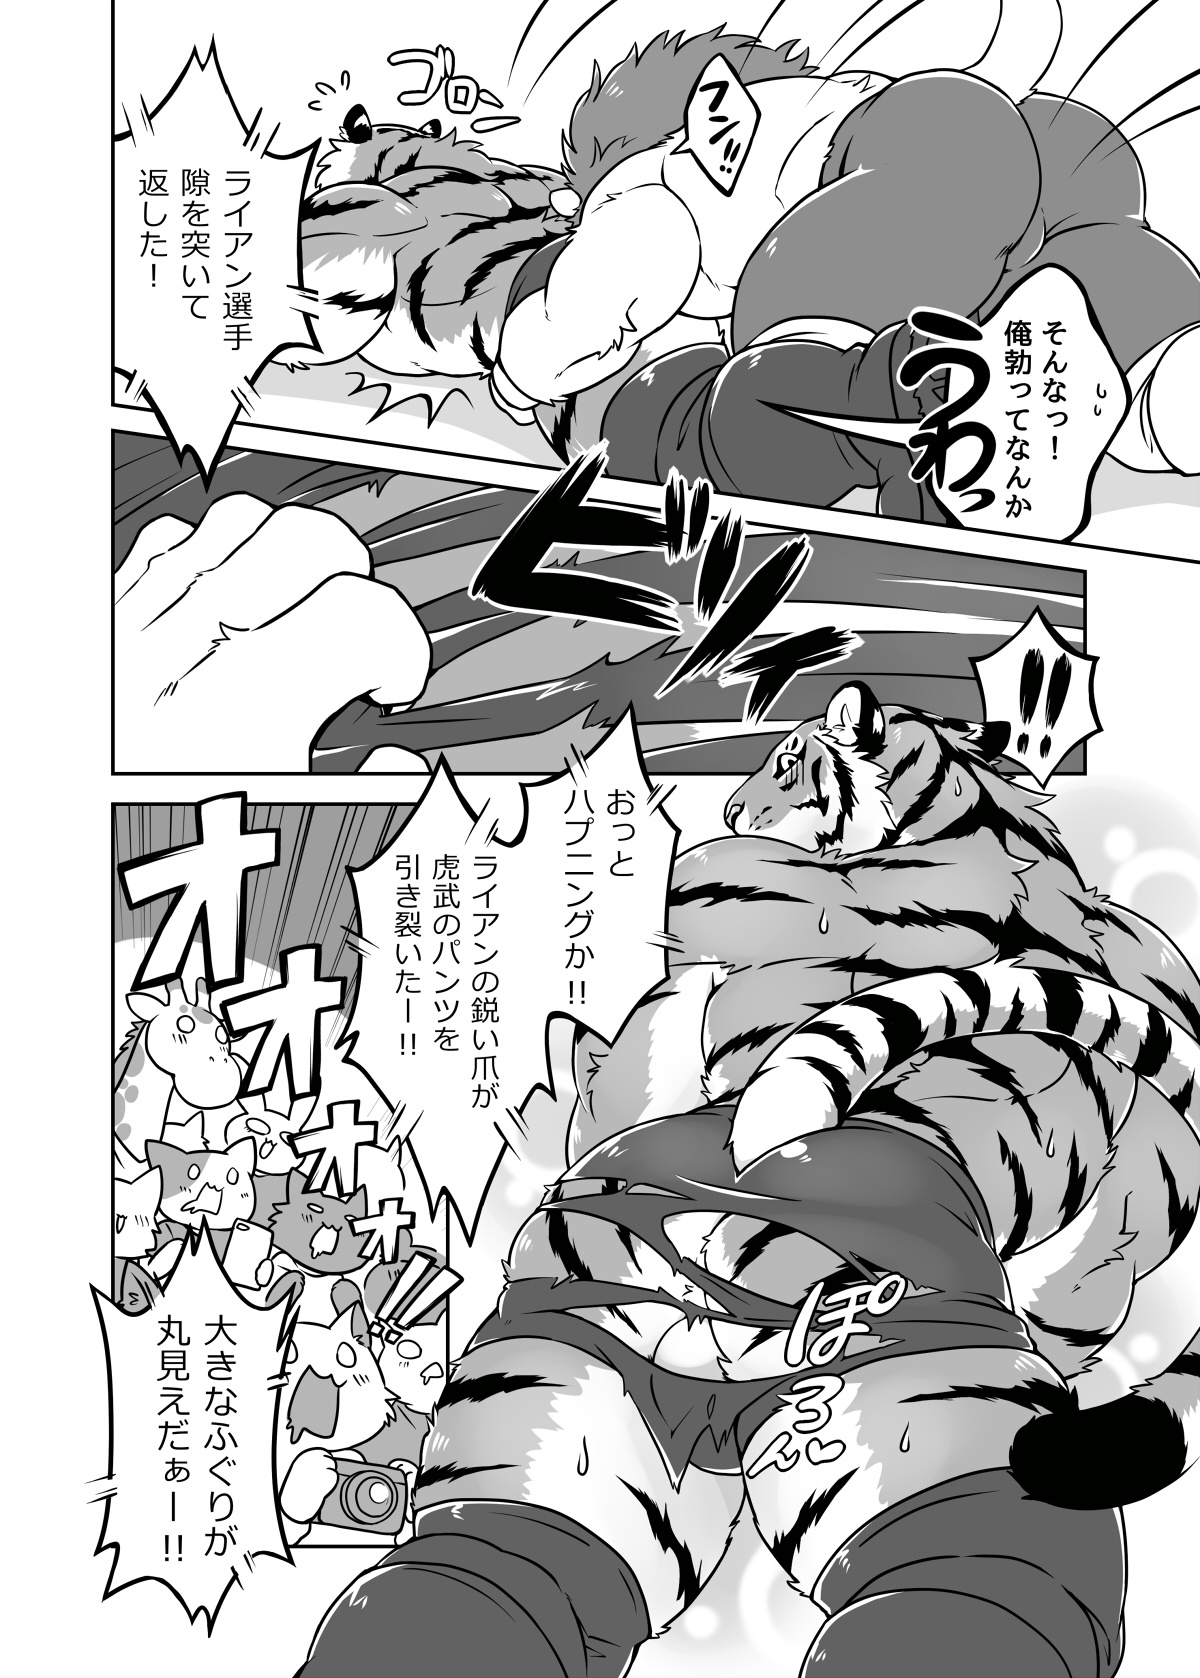 そんなっ！
俺勃ってなんか
うわっ
フン!!
ゴロー
ライアン選手
隙を突いて
返した！
ビリッ
!!
おっと
ハプニングか!!
ライアンの鋭い爪が
虎武のパンツを
引き裂いたー!!
ぽ
ろん♡
オオオオ!!
大きなふぐりが
丸見えだぁー!!